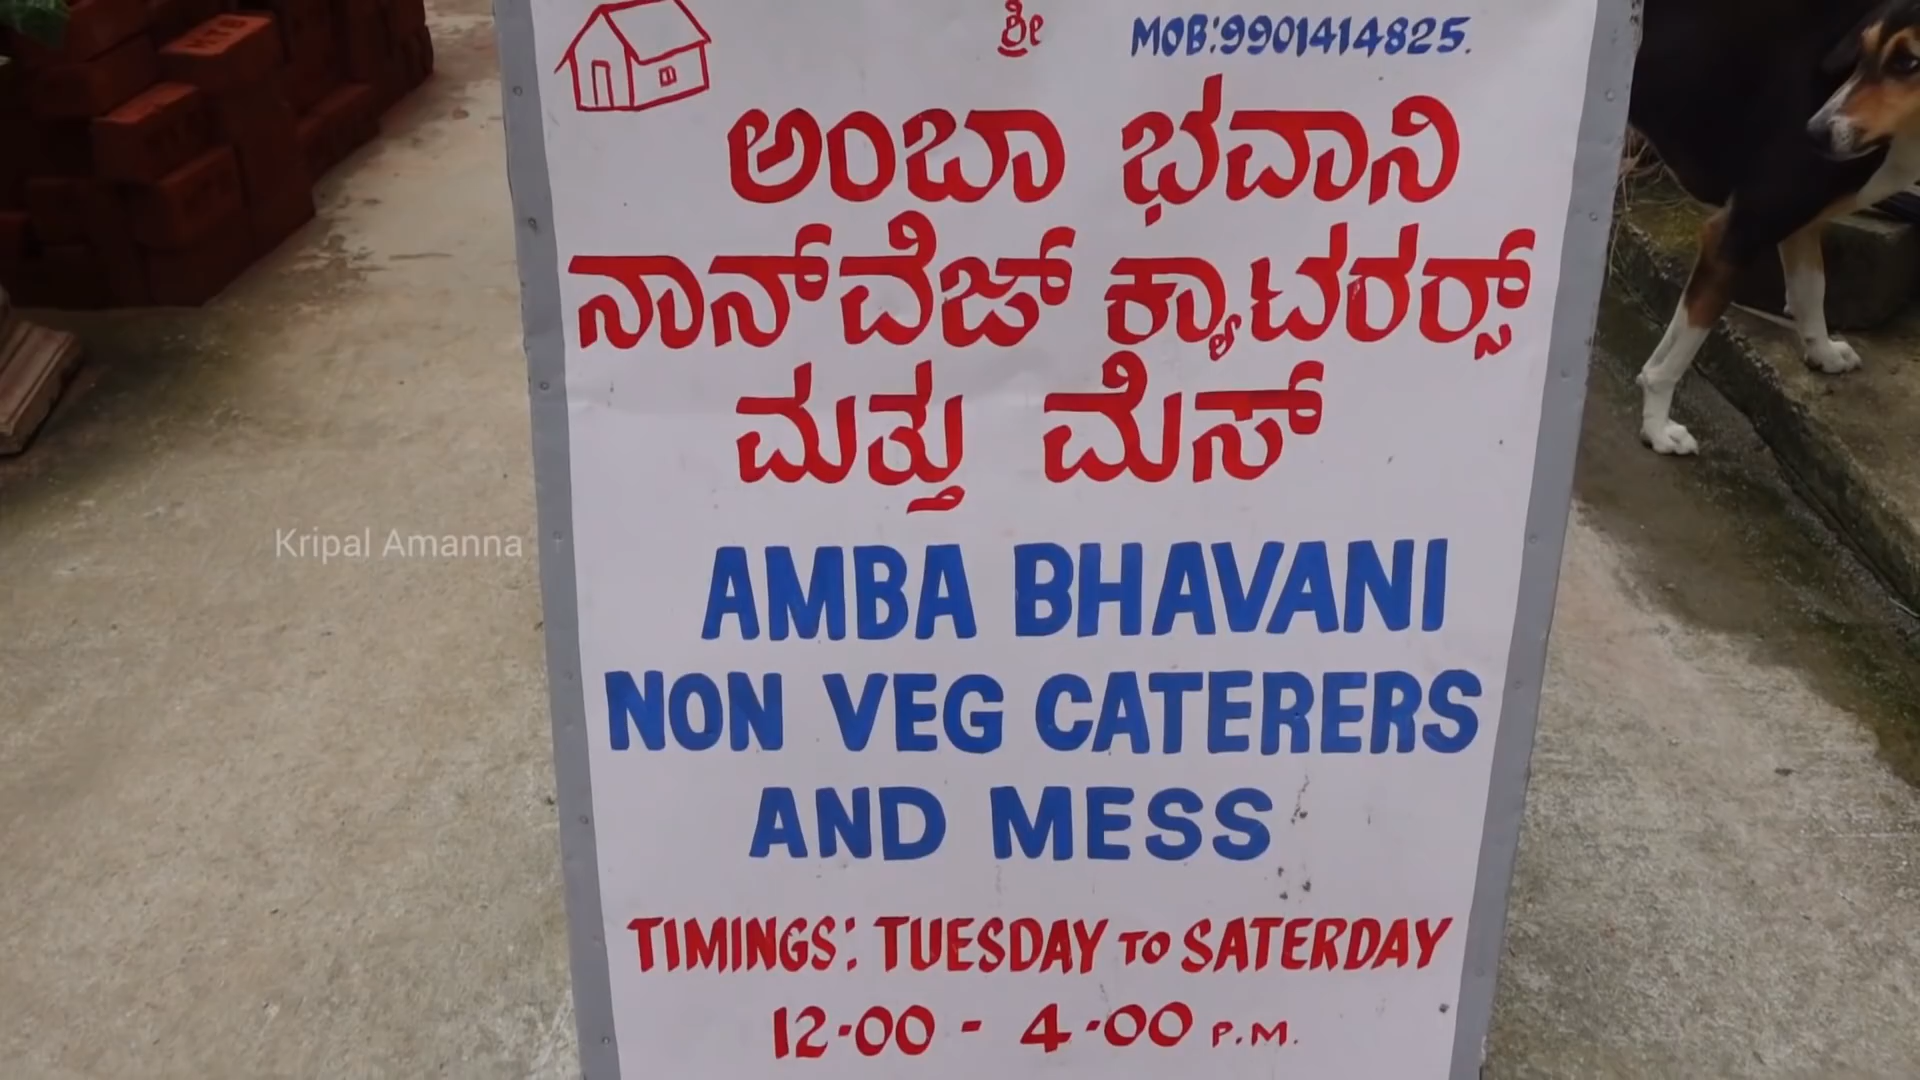 ಶ್ರೀ
MOB:9901414825.
ಅಂಬಾ ಭವಾನಿ
ನಾನ್‌ವೆಜ್ ಕ್ಯಾಟರರ್ಸ್
ಮತ್ತು ಮೆಸ್
Kripal Amanna
AMBA BHAVANI
NON VEG CATERERS
AND MESS
TIMINGS: TUESDAY TO SATERDAY
12-00 - 4-00 P.M.